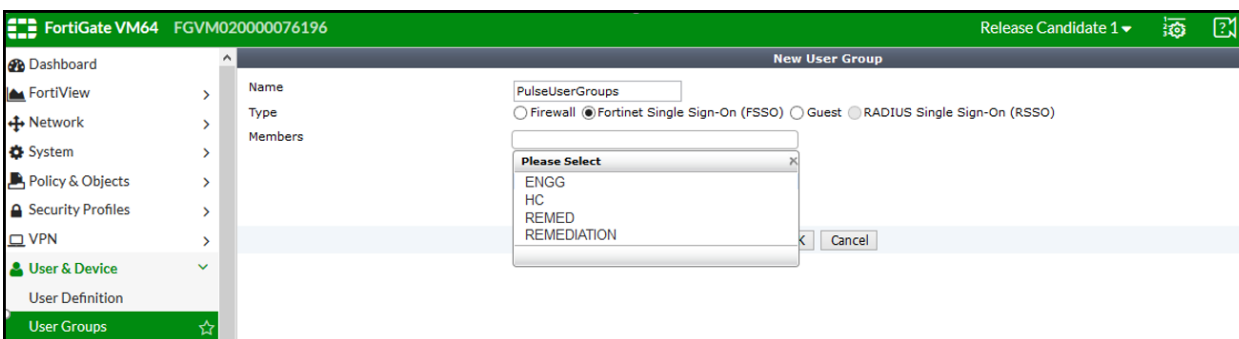 FortiGate VM64 FGVM020000076196 Release Candidate 1
Dashboard
FortiView
Network
System
Policy & Objects
Security Profiles
VPN
User & Device
User Definition
User Groups
New User Group
Name PulseUserGroups
Type Firewall Fortinet Single Sign-On (FSSO) Guest RADIUS Single Sign-On (RSSO)
Members
Please Select
ENGG
HC
REMED
REMEDIATION
Cancel